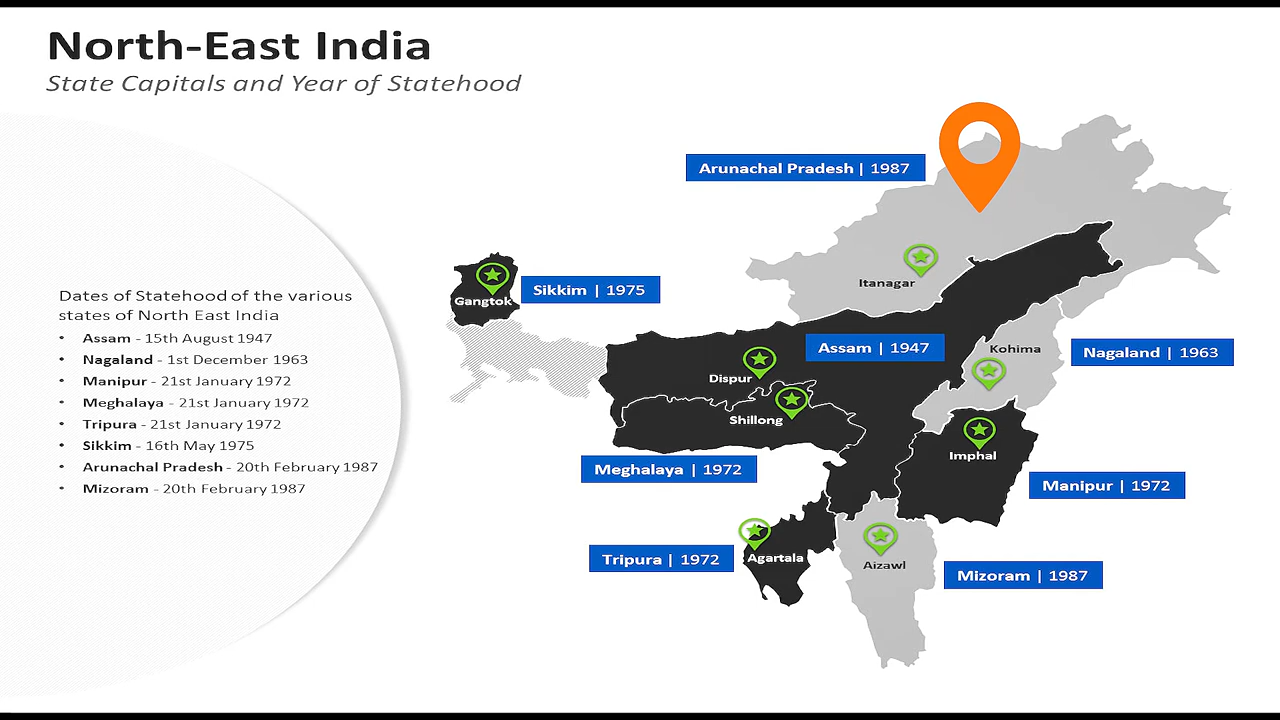 North-East India
State Capitals and Year of Statehood
Dates of Statehood of the various
states of North East India
• Assam - 15th August 1947
• Nagaland - 1st December 1963
• Manipur - 21st January 1972
• Meghalaya - 21st January 1972
• Tripura - 21st January 1972
• Sikkim - 16th May 1975
• Arunachal Pradesh - 20th February 1987
• Mizoram - 20th February 1987
Arunachal Pradesh | 1987
Itanagar
Sikkim | 1975
Gangtok
Assam | 1947
Dispur
Kohima
Nagaland | 1963
Shillong
Meghalaya | 1972
Imphal
Manipur | 1972
Tripura | 1972
Agartala
Aizawl
Mizoram | 1987